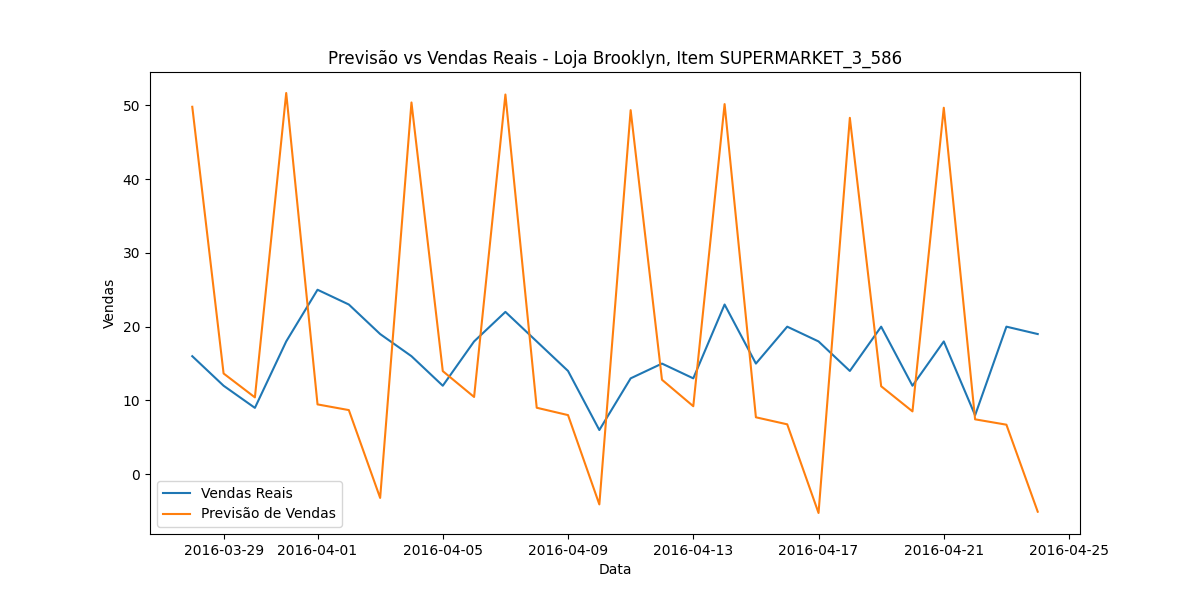 Previsão vs Vendas Reais - Loja Brooklyn, Item SUPERMARKET_3_586
Vendas
50
40
30
20
10
0
Vendas Reais
Previsão de Vendas
2016-03-29 2016-04-01 2016-04-05 2016-04-09 2016-04-13 2016-04-17 2016-04-21 2016-04-25
Data